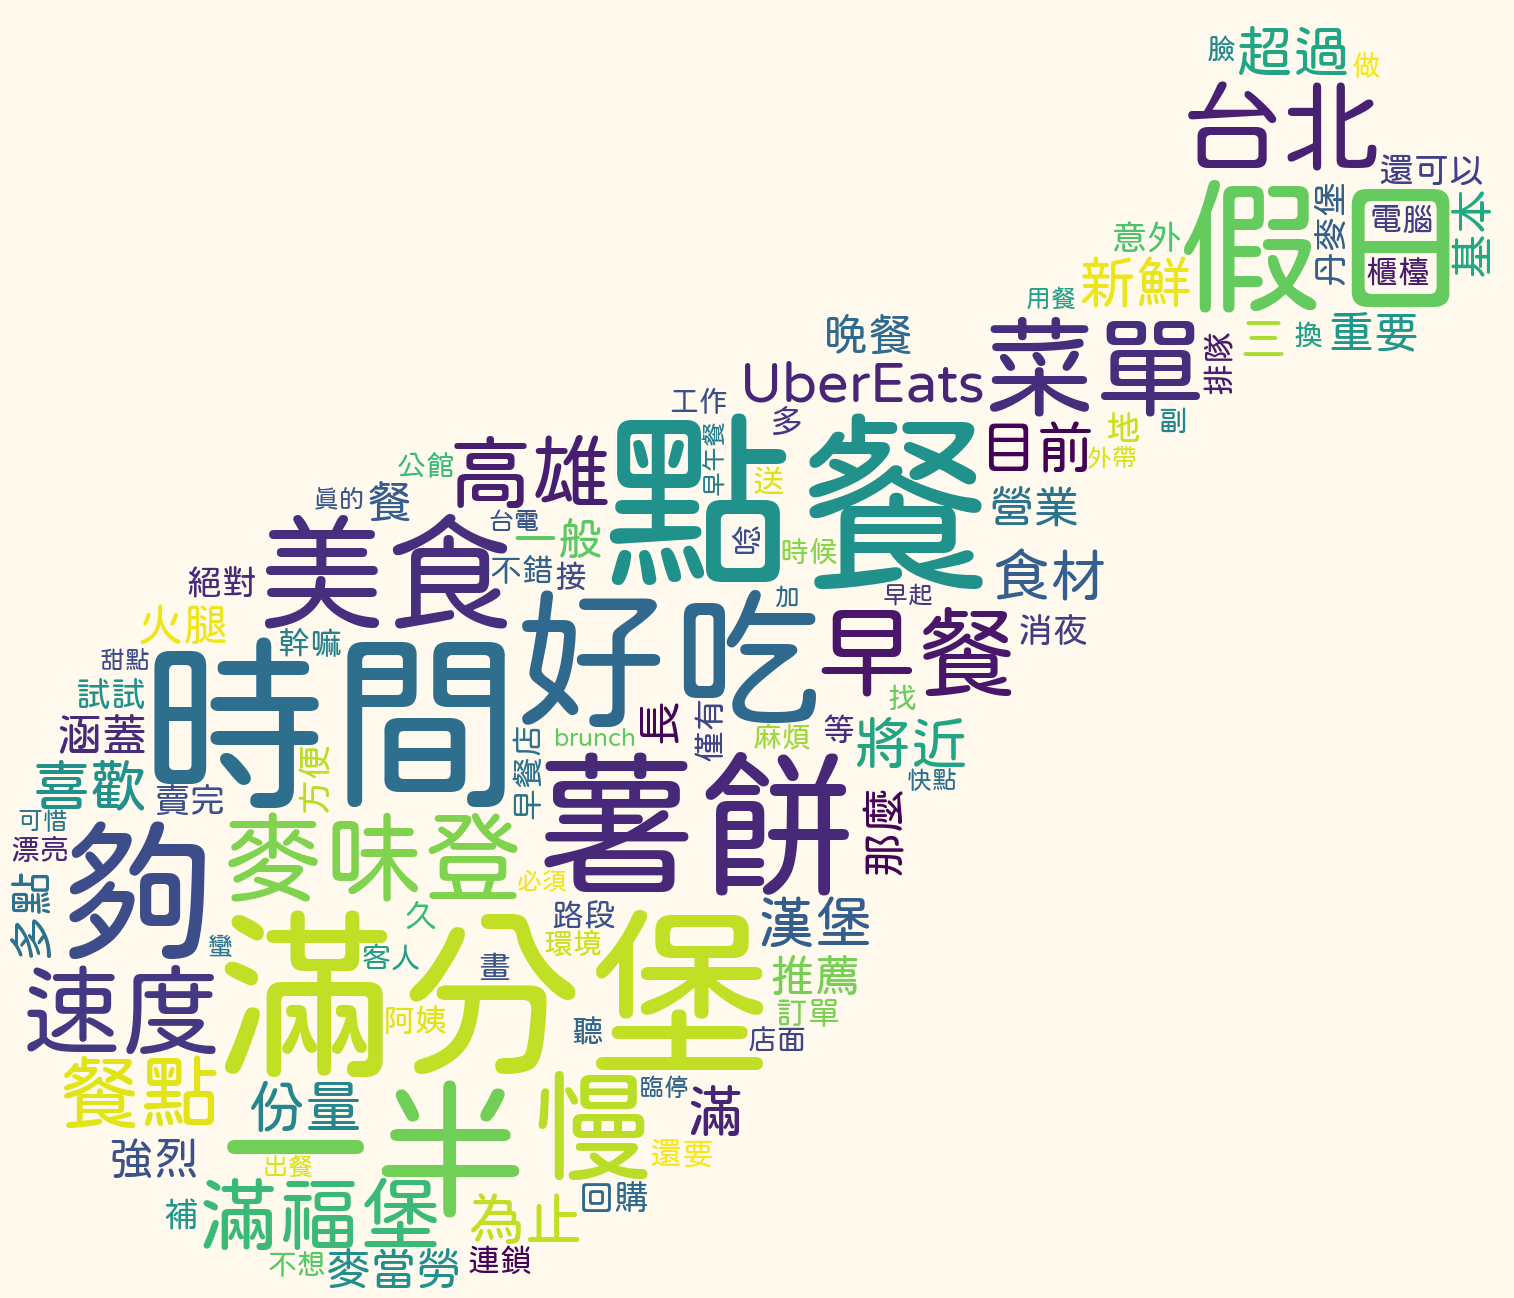 臉
超過
做
台北
還可以
假日
丹麥堡
電腦
櫃檯
基本
意外
新鮮
用餐
晚餐
菜單
排隊
三
換
重要
UberEats
工作
多
目前
地
副
外帶
點餐
早午餐
送
唸
時候
高雄
公館
真的
餐
台電
一般
營業
美食
不錯
接
絕對
食材
火腿
好吃
加
早起
早餐
消夜
幹嘛
甜點
時間
試試
找
涵蓋
長
僅有
等
麻煩
將近
brunch
早餐店
方便
喜歡
賣完
快點
可惜
薯餅
那麼
漂亮
夠
麥味登
多點
必須
久
路段
漢堡
蠻
客人
環境
滿分堡
畫
推薦
速度
阿姨
聽
訂單
店面
餐點
份量
一半
慢
臨停
滿
強烈
出餐
還要
補
滿福堡
為止
回購
不想
麥當勞
連鎖